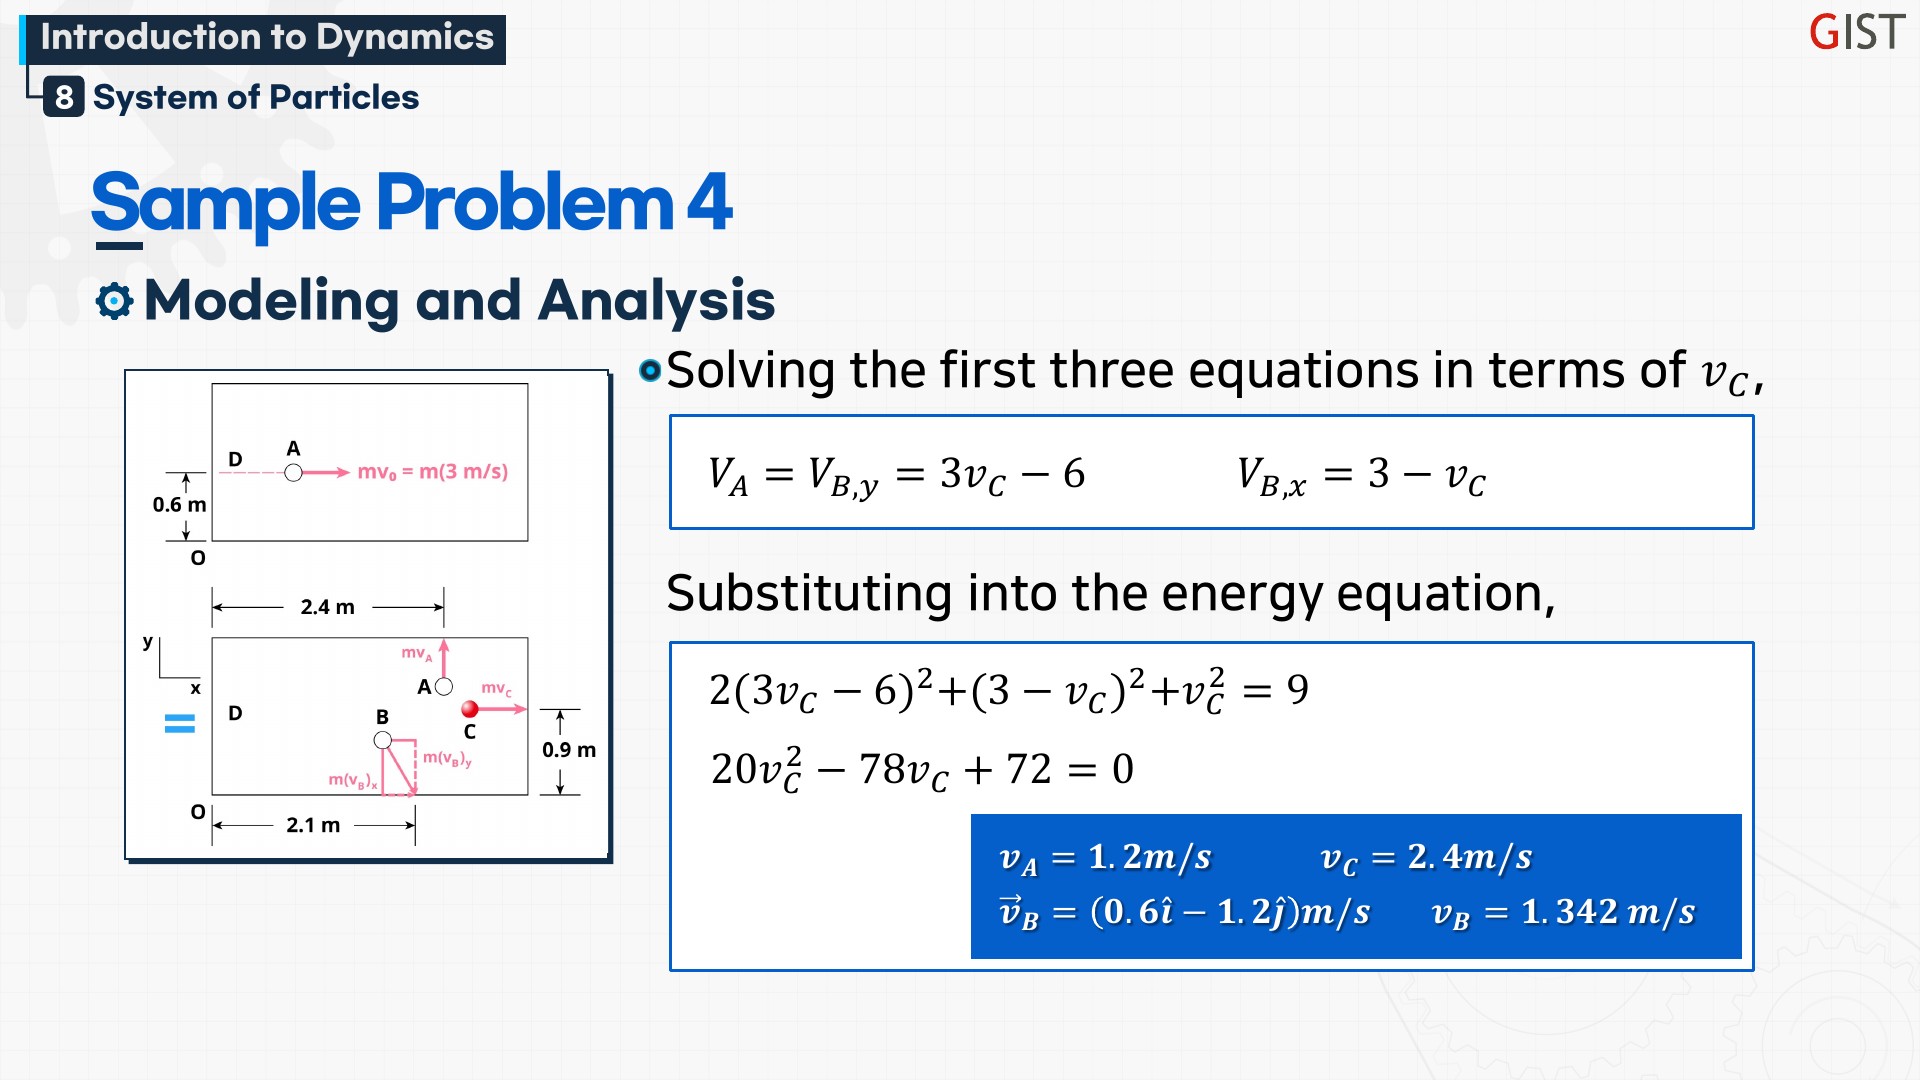 Introduction to Dynamics
GIST
8 System of Particles
Sample Problem 4
Modeling and Analysis
D
A
mv₀ = m(3 m/s)
0.6 m
O
2.4 m
y
x
=
D
mv_A
A
mv_C
C
B
m(v_B)_y
m(v_B)_x
0.9 m
O
2.1 m
Solving the first three equations in terms of v_C,
V_A = V_{B,y} = 3v_C − 6 V_{B,x} = 3 − v_C
Substituting into the energy equation,
2(3v_C − 6)²+(3 − v_C)²+v_C² = 9
20v_C² − 78v_C + 72 = 0
v_A = 1.2m/s v_C = 2.4m/s
v⃗_B = (0.6î − 1.2ĵ)m/s v_B = 1.342 m/s